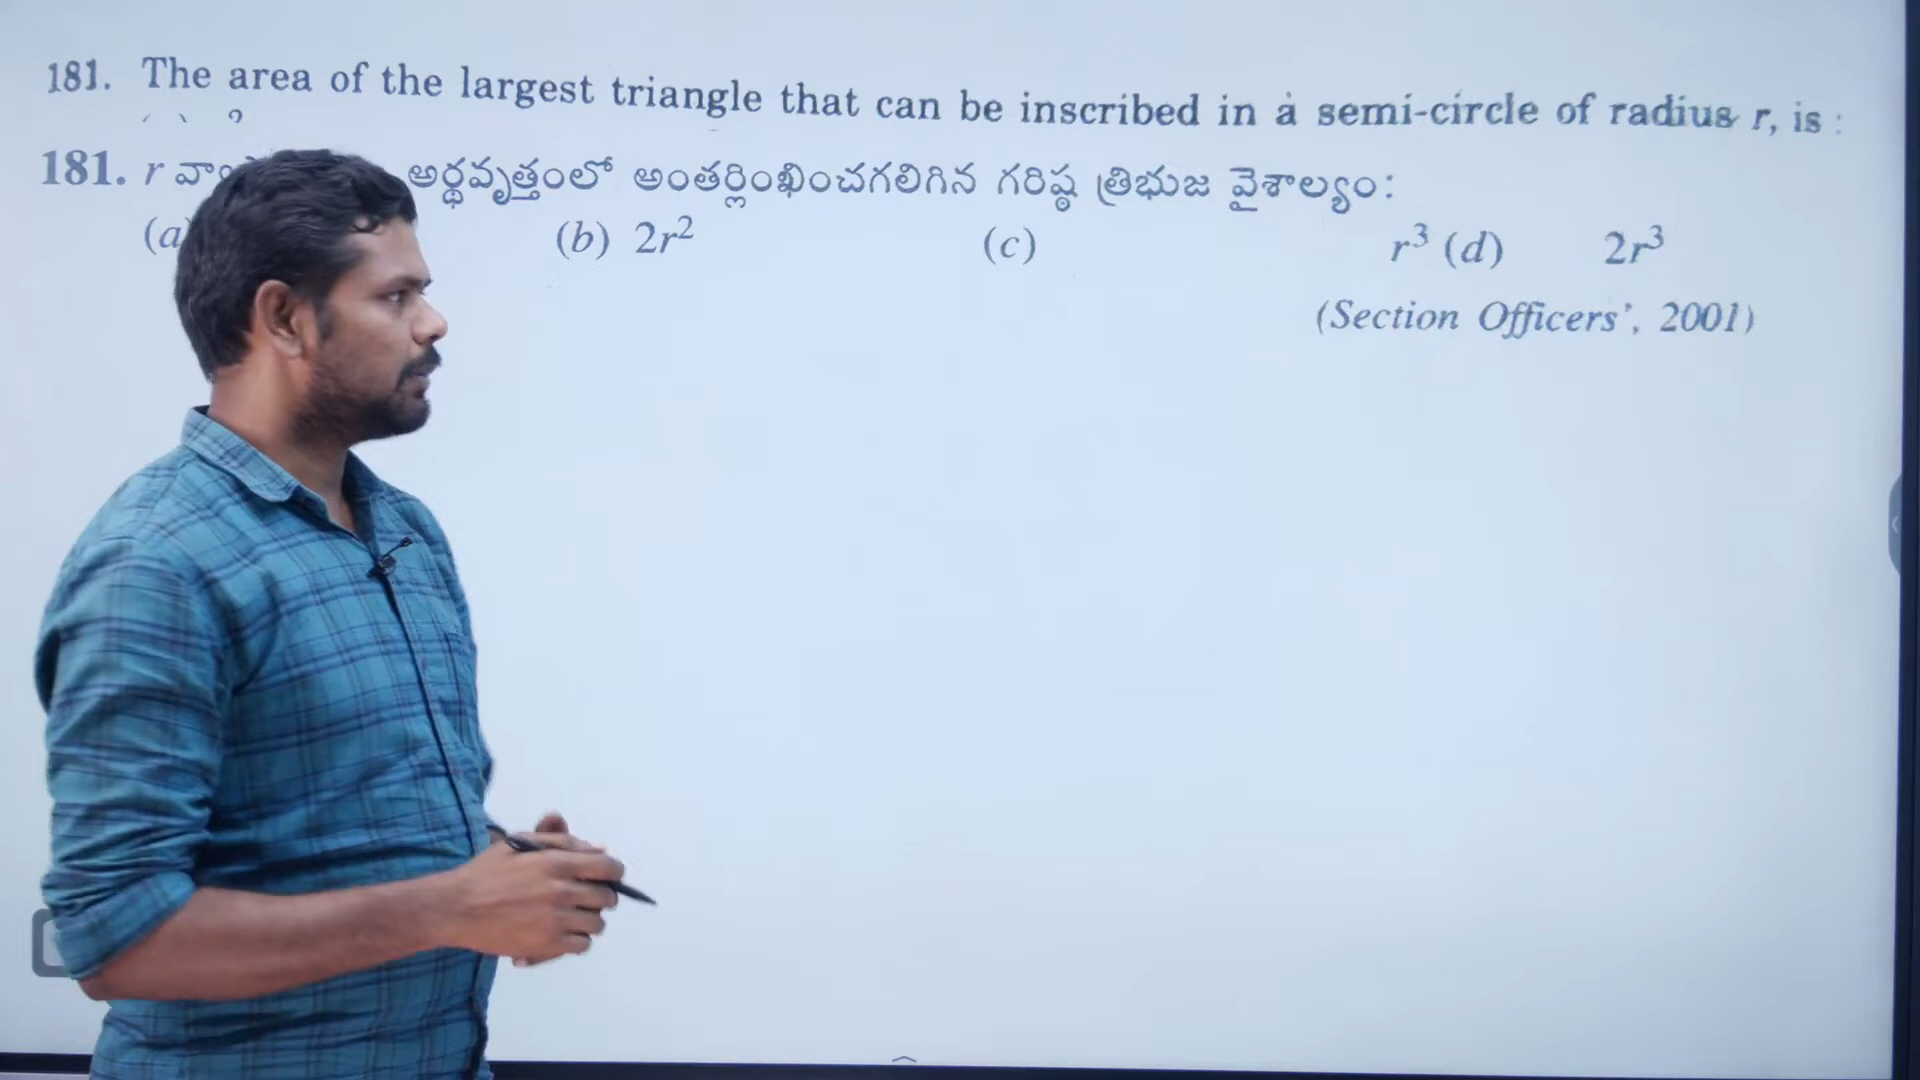 181. The area of the largest triangle that can be inscribed in a semi-circle of radius r, is :
181. r అర్థవృత్తంలో అంతర్లింఖించగలిగిన గరిష్ఠ త్రిభుజ వైశాల్యం:
(a) (b) 2r² (c) r³ (d) 2r³
(Section Officers', 2001)